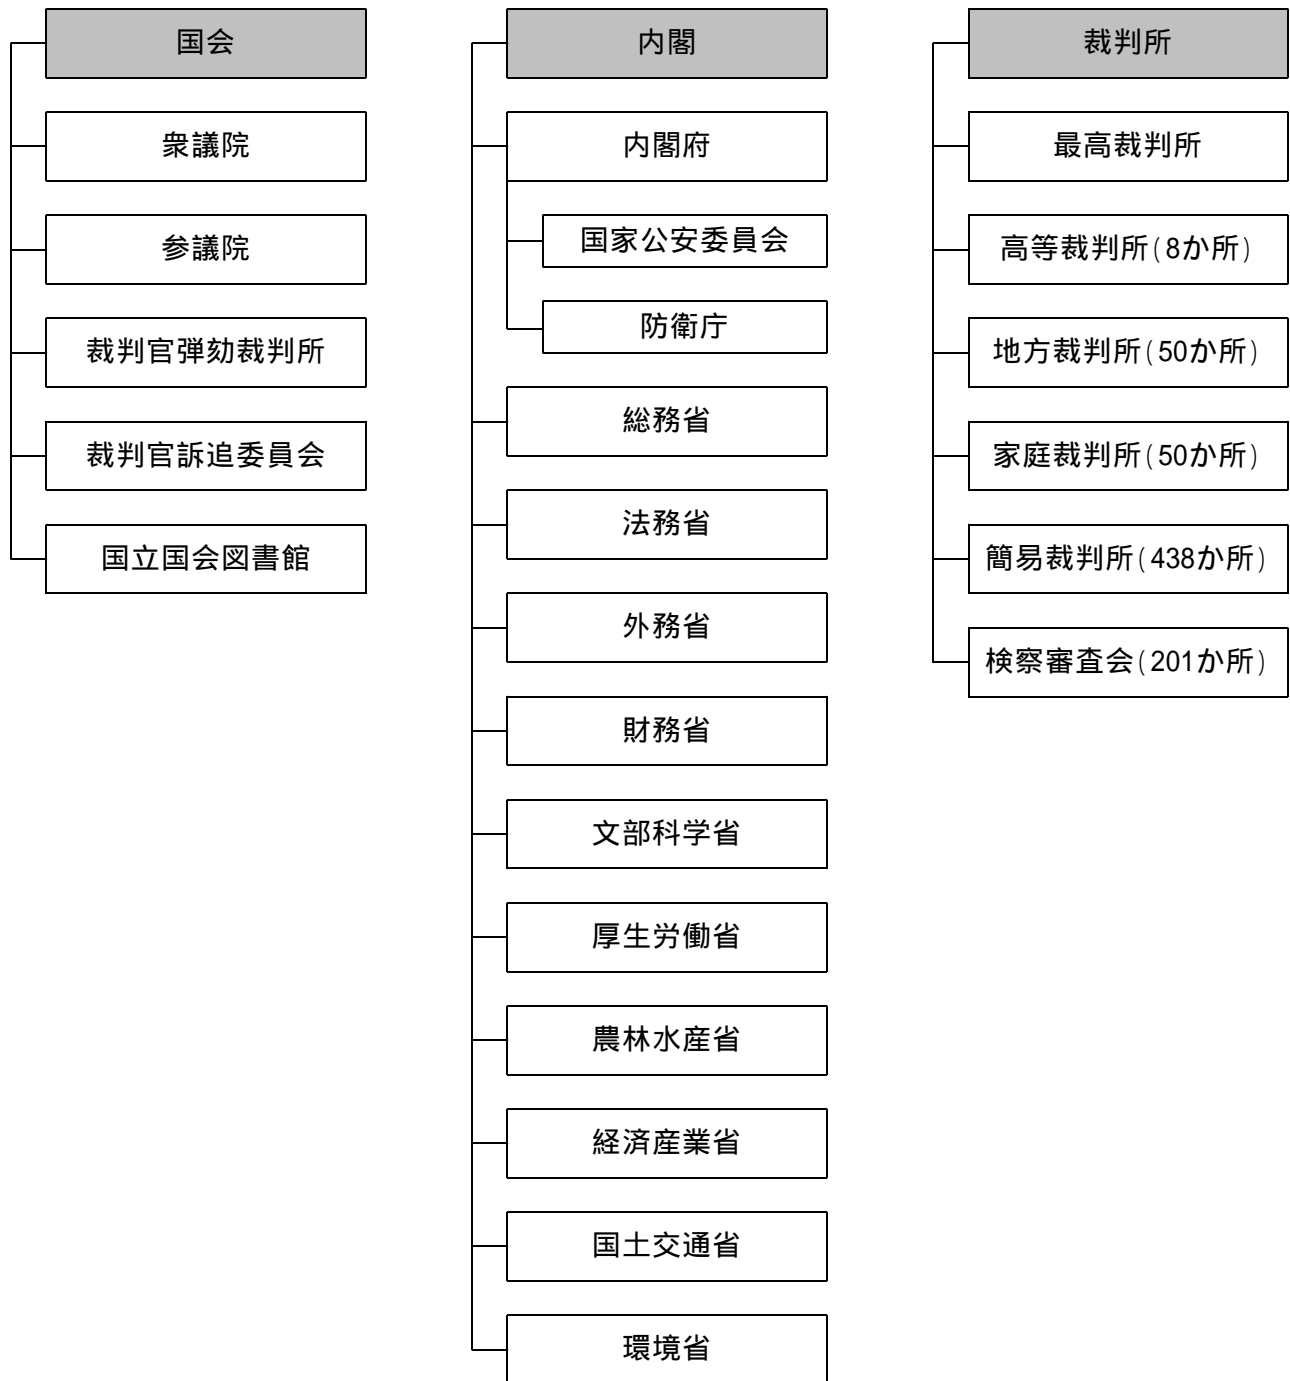 国会
衆議院
参議院
裁判官弾劾裁判所
裁判官訴追委員会
国立国会図書館
内閣
内閣府
国家公安委員会
防衛庁
総務省
法務省
外務省
財務省
文部科学省
厚生労働省
農林水産省
経済産業省
国土交通省
環境省
裁判所
最高裁判所
高等裁判所(8か所)
地方裁判所(50か所)
家庭裁判所(50か所)
簡易裁判所(438か所)
検察審査会(201か所)